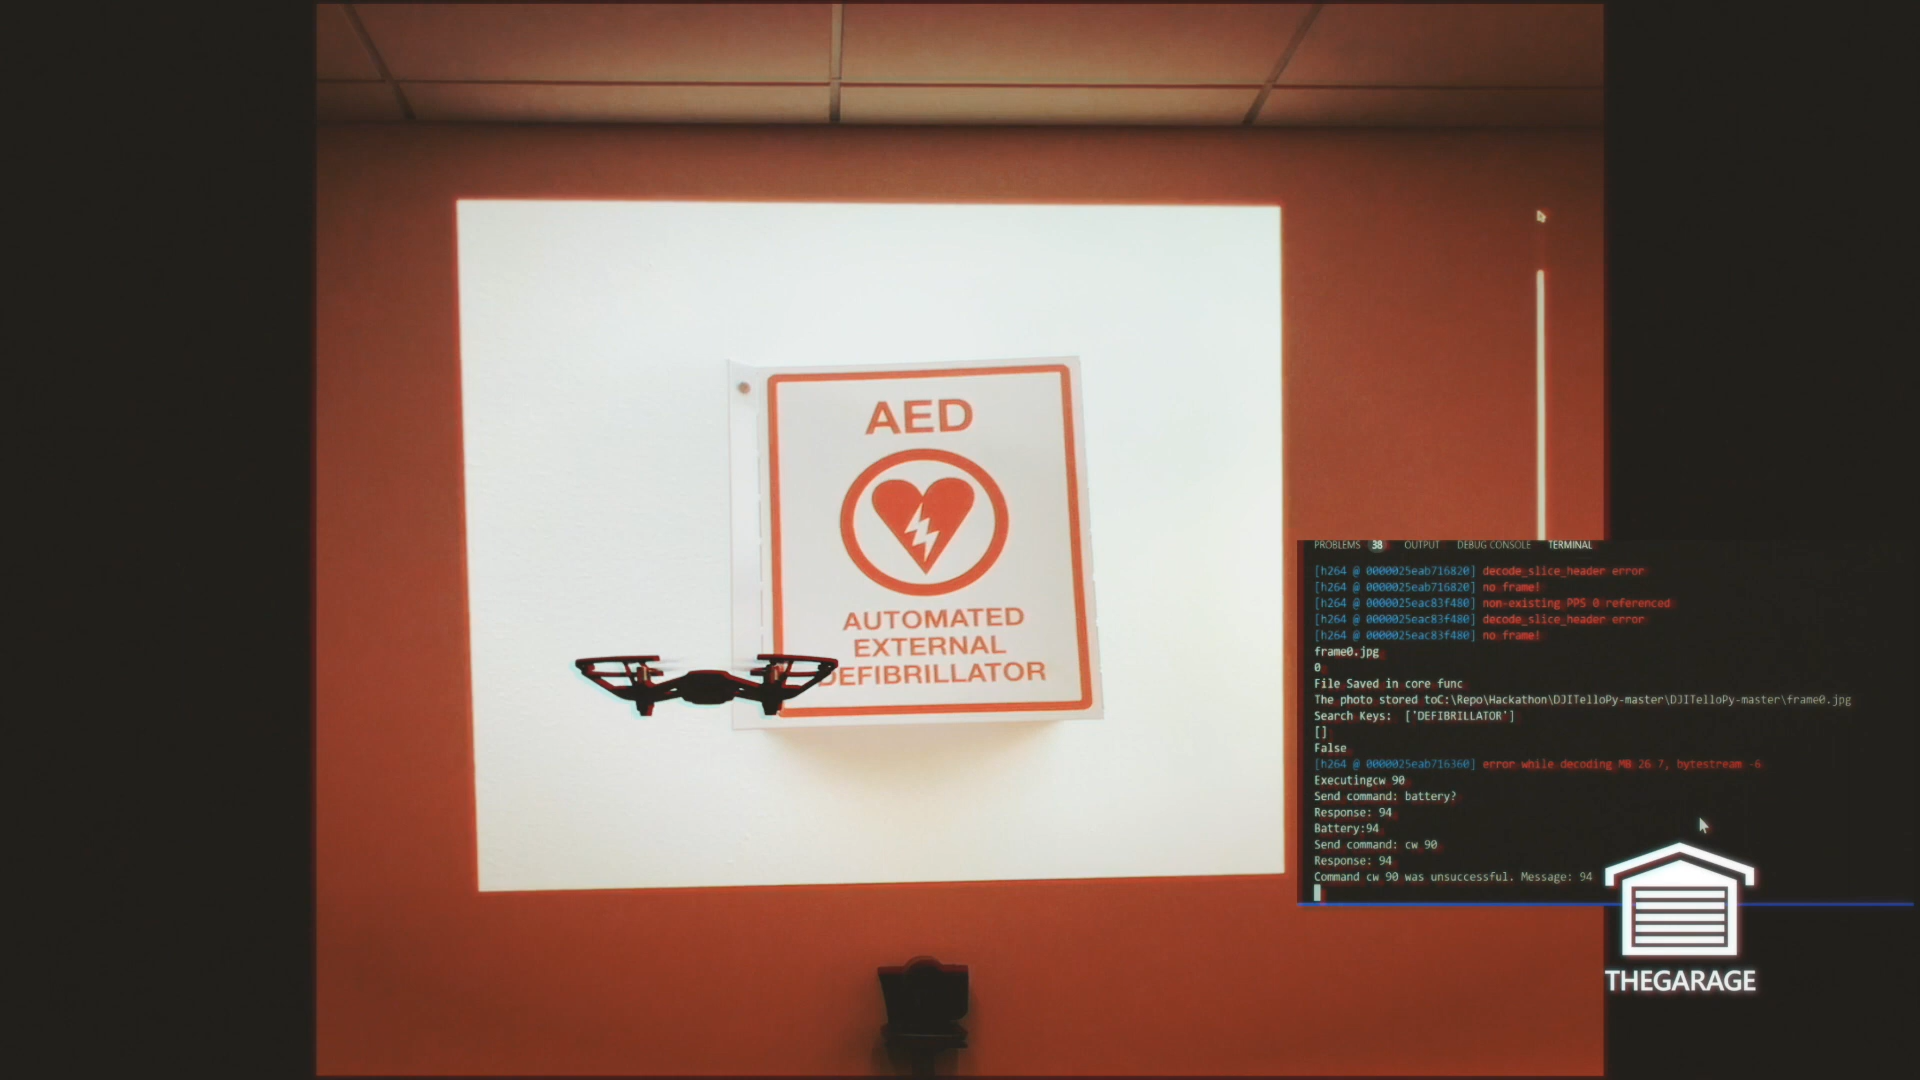 AED
AUTOMATED
EXTERNAL
DEFIBRILLATOR
PROBLEMS 38 OUTPUT DEBUG CONSOLE TERMINAL
[h264 @ 0000025eab716820] decode_slice_header error
[h264 @ 0000025eab716820] no frame!
[h264 @ 0000025eac83f480] non-existing PPS 0 referenced
[h264 @ 0000025eac83f480] decode_slice_header error
[h264 @ 0000025eac83f480] no frame!
frame0.jpg
0
File Saved in core func
The photo stored toC:\Repo\Hackathon\DJITelloPy-master\DJITelloPy-master\frame0.jpg
Search Keys: ['DEFIBRILLATOR']
[]
False
[h264 @ 0000025eab716360] error while decoding MB 26 7, bytestream -6
Executingcw 90
Send command: battery?
Response: 94
Battery:94
Send command: cw 90
Response: 94
Command cw 90 was unsuccessful. Message: 94
THEGARAGE